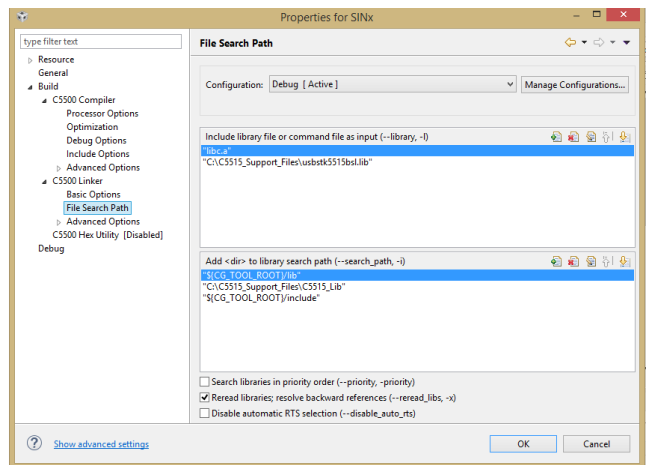 Properties for SINx
type filter text
Resource
General
Build
C5500 Compiler
Processor Options
Optimization
Debug Options
Include Options
Advanced Options
C5500 Linker
Basic Options
File Search Path
Advanced Options
C5500 Hex Utility [Disabled]
Debug
File Search Path
Configuration: Debug [ Active ] Manage Configurations...
Include library file or command file as input (--library, -l)
"libc.a"
"C:\C5515_Support_Files\usbstk5515bsl.lib"
Add <dir> to library search path (--search_path, -i)
"${CG_TOOL_ROOT}/lib"
"C:\C5515_Support_Files\C5515_Lib"
"${CG_TOOL_ROOT}/include"
Search libraries in priority order (--priority, -priority)
Reread libraries; resolve backward references (--reread_libs, -x)
Disable automatic RTS selection (--disable_auto_rts)
Show advanced settings
OK Cancel